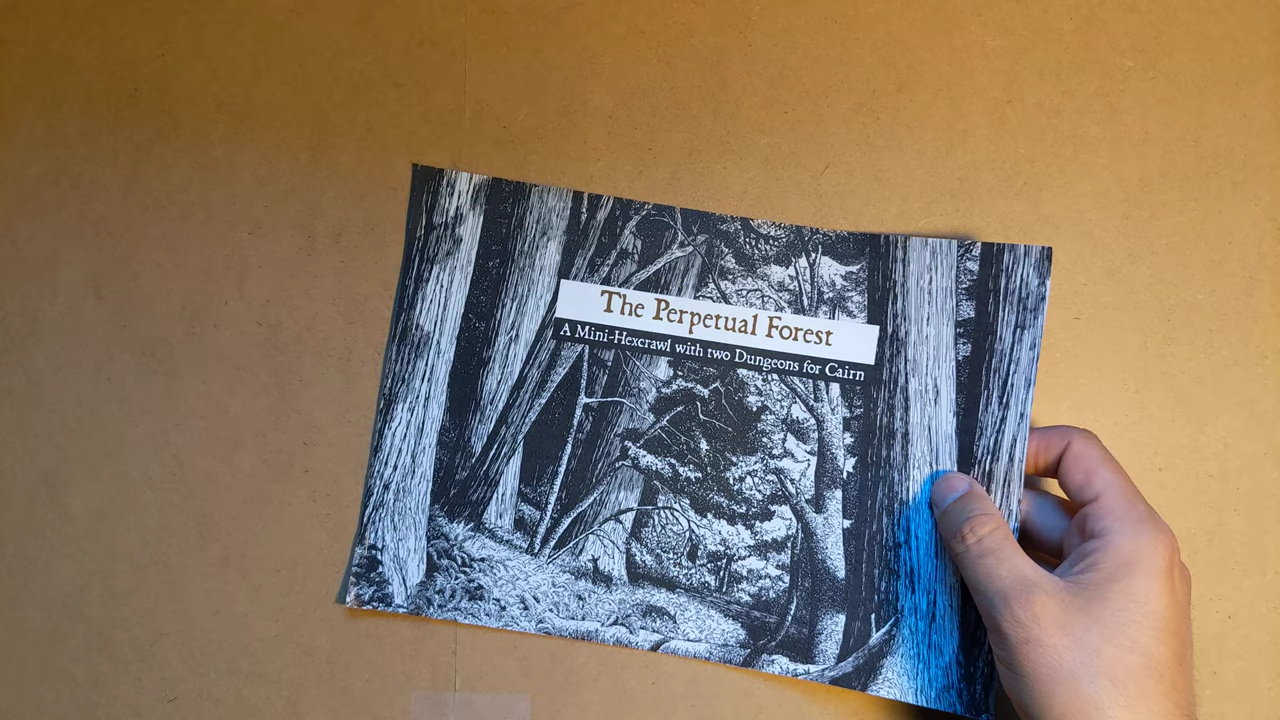 The Perpetual Forest
A Mini-Hexcrawl with two Dungeons for Cairn